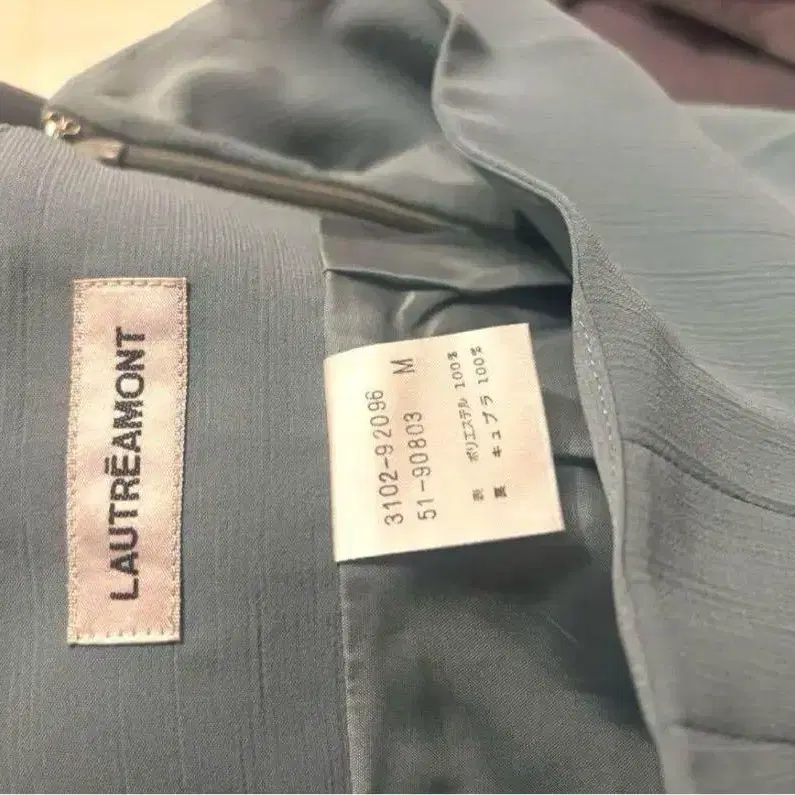 LAUTRĒAMONT
3102-92096
51-90803 M
表 ポリエステル 100%
裏 キュプラ 100%